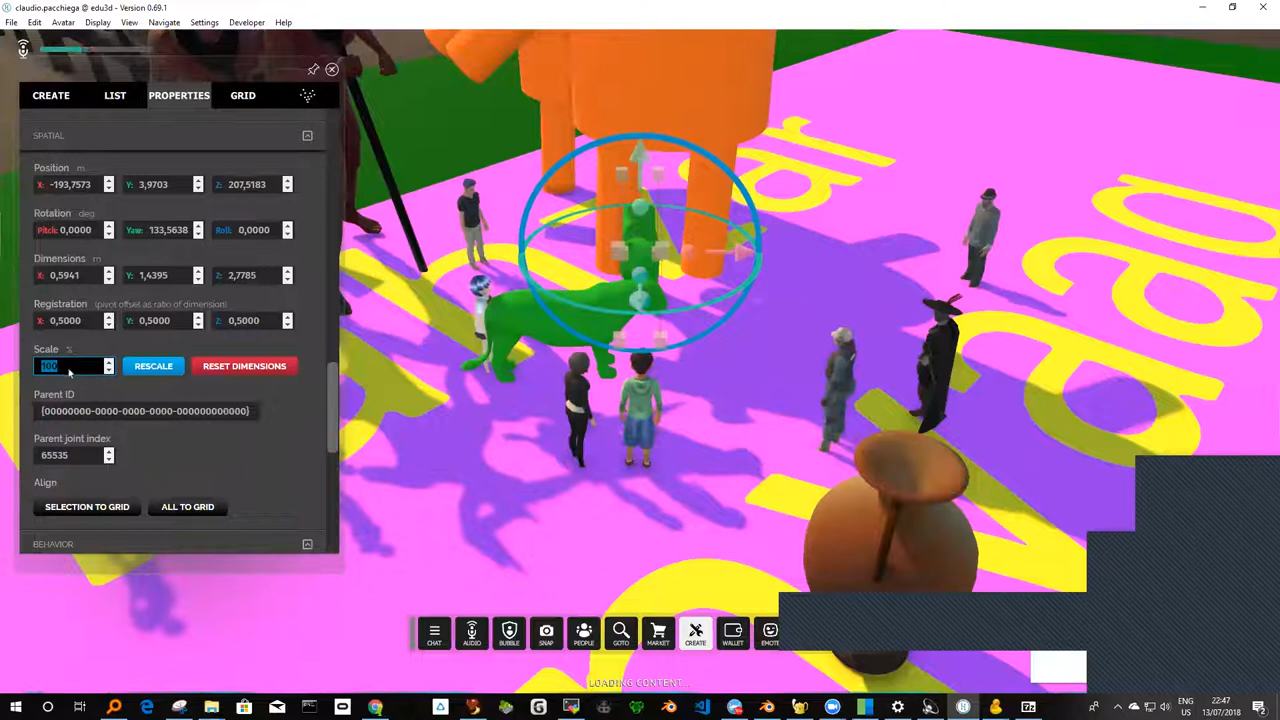 claudio.pacchiega @ edu3d - Version 0.69.1
File Edit Avatar Display View Navigate Settings Developer Help
CREATE LIST PROPERTIES GRID
SPATIAL
Position m
X: -193,7573 Y: 3,9703 Z: 207,5183
Rotation deg
Pitch: 0,0000 Yaw: 133,5638 Roll: 0,0000
Dimensions m
X: 0,5941 Y: 1,4395 Z: 2,7785
Registration (pivot offset as ratio of dimension)
X: 0,5000 Y: 0,5000 Z: 0,5000
Scale %
100 RESCALE RESET DIMENSIONS
Parent ID
{00000000-0000-0000-0000-000000000000}
Parent joint index
65535
Align
SELECTION TO GRID ALL TO GRID
BEHAVIOR
CHAT AUDIO BUBBLE SNAP PEOPLE GOTO MARKET CREATE WALLET EMOTE
LOADING CONTENT...
ENG 22:47
US 13/07/2018